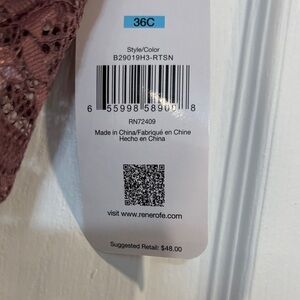 36C
Style/Color
B29019H3-RTSN
6 55998 58908 8
RN72409
Made in China/Fabriqué en Chine
Hecho en China
visit www.renerofe.com
Suggested Retail: $48.00